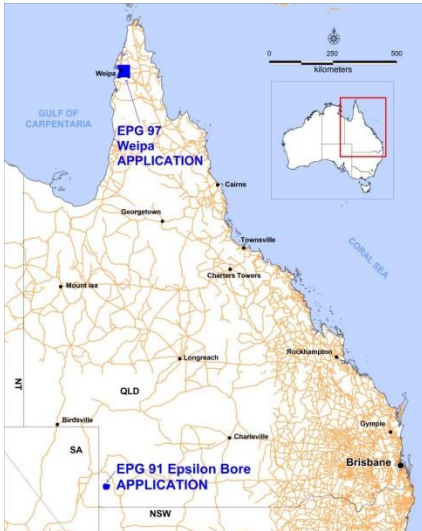 0
250
500
kilometers
Weipa
GULF OF
CARPENTARIA
EPG 97
Weipa
APPLICATION
Cairns
Georgetown
Townsville
Charters Towers
CORAL SEA
Mount isa
Rockhampton
Longreach
NT
QLD
Birdsville
Gympie
SA
Charleville
Brisbane
EPG 91 Epsilon Bore
APPLICATION
NSW